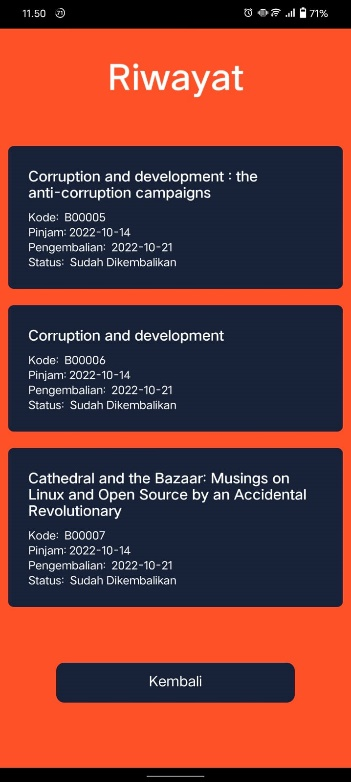 11.50 71%
Riwayat
Corruption and development : the
anti-corruption campaigns
Kode: B00005
Pinjam: 2022-10-14
Pengembalian: 2022-10-21
Status: Sudah Dikembalikan
Corruption and development
Kode: B00006
Pinjam: 2022-10-14
Pengembalian: 2022-10-21
Status: Sudah Dikembalikan
Cathedral and the Bazaar: Musings on
Linux and Open Source by an Accidental
Revolutionary
Kode: B00007
Pinjam: 2022-10-14
Pengembalian: 2022-10-21
Status: Sudah Dikembalikan
Kembali